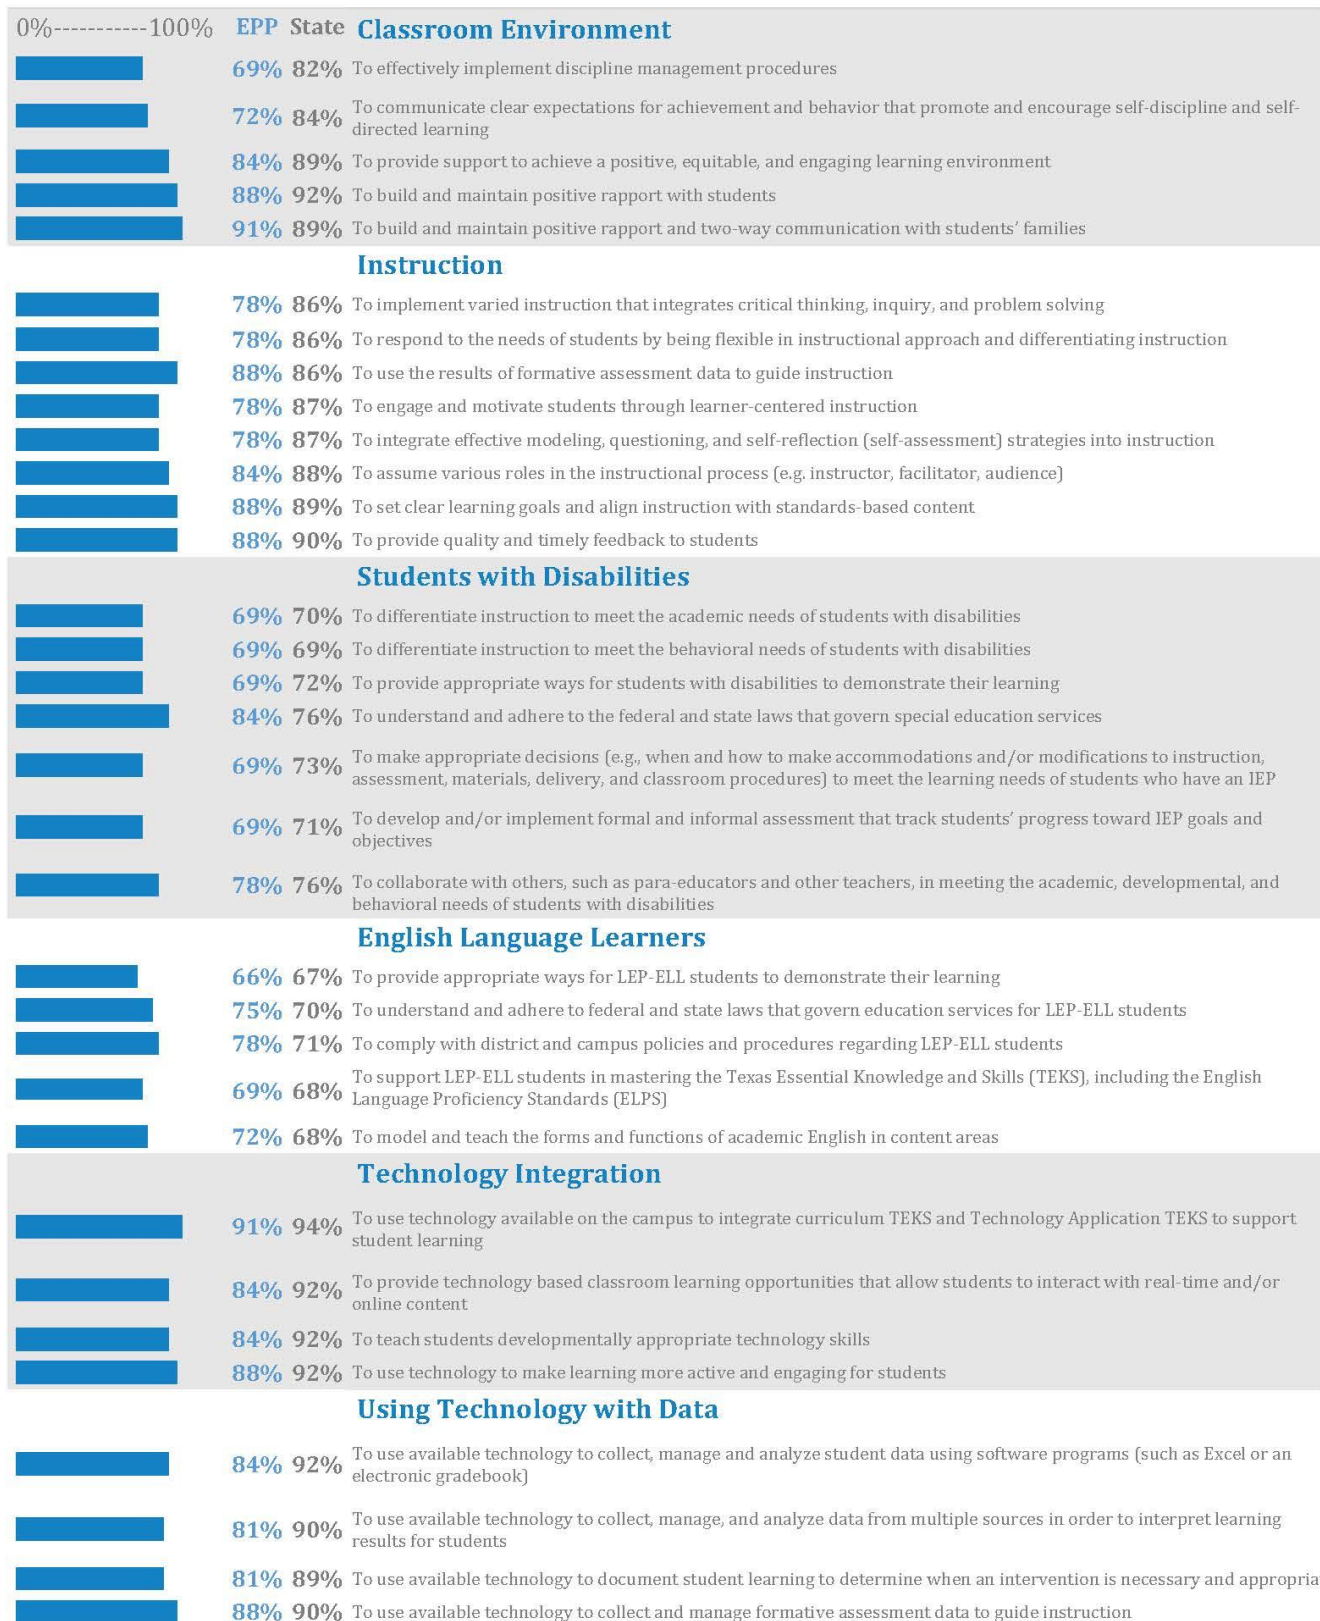 0%-----------100% EPP State Classroom Environment
69% 82% To effectively implement discipline management procedures
72% 84% To communicate clear expectations for achievement and behavior that promote and encourage self-discipline and self-
directed learning
84% 89% To provide support to achieve a positive, equitable, and engaging learning environment
88% 92% To build and maintain positive rapport with students
91% 89% To build and maintain positive rapport and two-way communication with students' families
Instruction
78% 86% To implement varied instruction that integrates critical thinking, inquiry, and problem solving
78% 86% To respond to the needs of students by being flexible in instructional approach and differentiating instruction
88% 86% To use the results of formative assessment data to guide instruction
78% 87% To engage and motivate students through learner-centered instruction
78% 87% To integrate effective modeling, questioning, and self-reflection (self-assessment) strategies into instruction
84% 88% To assume various roles in the instructional process (e.g. instructor, facilitator, audience)
88% 89% To set clear learning goals and align instruction with standards-based content
88% 90% To provide quality and timely feedback to students
Students with Disabilities
69% 70% To differentiate instruction to meet the academic needs of students with disabilities
69% 69% To differentiate instruction to meet the behavioral needs of students with disabilities
69% 72% To provide appropriate ways for students with disabilities to demonstrate their learning
84% 76% To understand and adhere to the federal and state laws that govern special education services
69% 73% To make appropriate decisions (e.g., when and how to make accommodations and/or modifications to instruction,
assessment, materials, delivery, and classroom procedures) to meet the learning needs of students who have an IEP
69% 71% To develop and/or implement formal and informal assessment that track students' progress toward IEP goals and
objectives
78% 76% To collaborate with others, such as para-educators and other teachers, in meeting the academic, developmental, and
behavioral needs of students with disabilities
English Language Learners
66% 67% To provide appropriate ways for LEP-ELL students to demonstrate their learning
75% 70% To understand and adhere to federal and state laws that govern education services for LEP-ELL students
78% 71% To comply with district and campus policies and procedures regarding LEP-ELL students
69% 68% To support LEP-ELL students in mastering the Texas Essential Knowledge and Skills (TEKS), including the English
Language Proficiency Standards (ELPS)
72% 68% To model and teach the forms and functions of academic English in content areas
Technology Integration
91% 94% To use technology available on the campus to integrate curriculum TEKS and Technology Application TEKS to support
student learning
84% 92% To provide technology based classroom learning opportunities that allow students to interact with real-time and/or
online content
84% 92% To teach students developmentally appropriate technology skills
88% 92% To use technology to make learning more active and engaging for students
Using Technology with Data
84% 92% To use available technology to collect, manage and analyze student data using software programs (such as Excel or an
electronic gradebook)
81% 90% To use available technology to collect, manage, and analyze data from multiple sources in order to interpret learning
results for students
81% 89% To use available technology to document student learning to determine when an intervention is necessary and appropria
88% 90% To use available technology to collect and manage formative assessment data to guide instruction